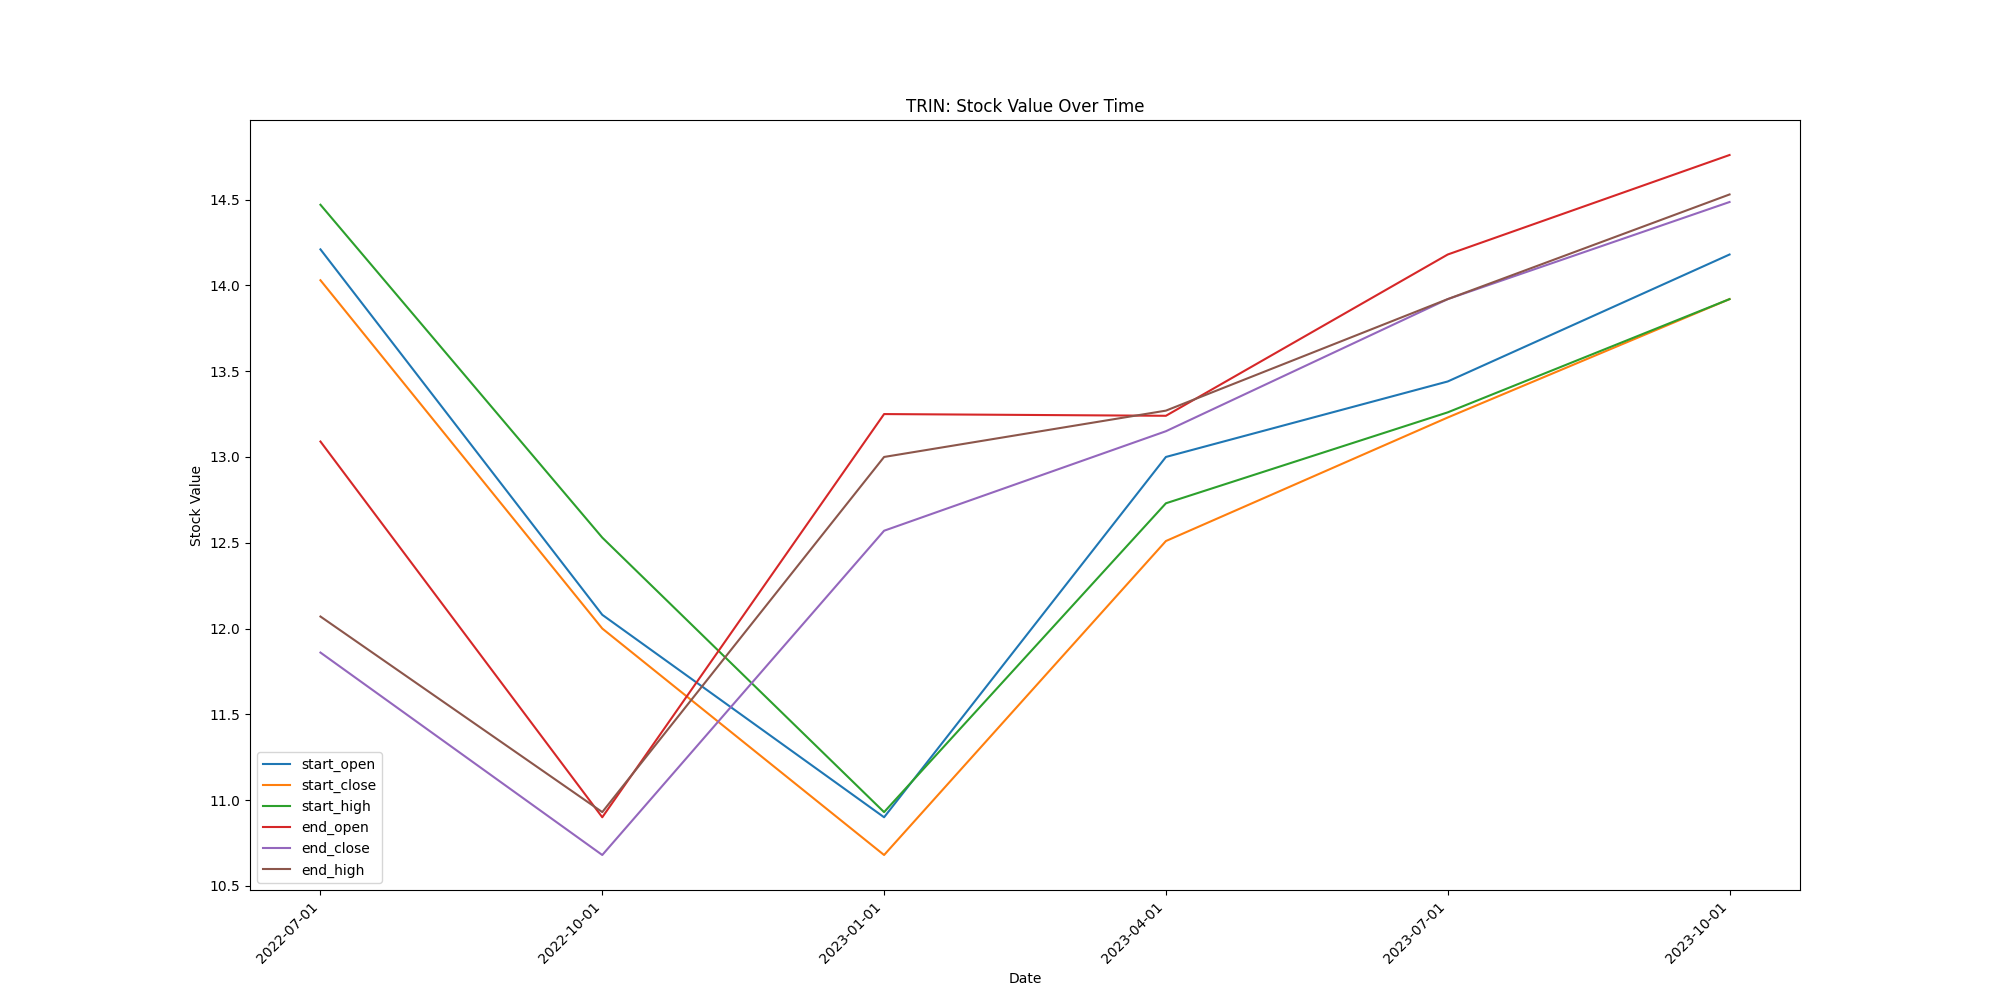 TRIN: Stock Value Over Time
Stock Value
14.5
14.0
13.5
13.0
12.5
12.0
11.5
11.0
10.5
start_open
start_close
start_high
end_open
end_close
end_high
2022-07-01
2022-10-01
2023-01-01
2023-04-01
2023-07-01
2023-10-01
Date